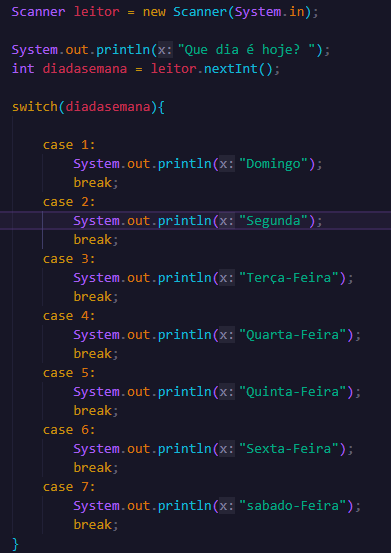 Scanner leitor = new Scanner(System.in);
System.out.println(x: "Que dia é hoje? ");
int diadasemana = leitor.nextInt();
switch(diadasemana){
case 1:
System.out.println(x: "Domingo");
break;
case 2:
System.out.println(x: "Segunda");
break;
case 3:
System.out.println(x: "Terça-Feira");
break;
case 4:
System.out.println(x: "Quarta-Feira");
break;
case 5:
System.out.println(x: "Quinta-Feira");
break;
case 6:
System.out.println(x: "Sexta-Feira");
break;
case 7:
System.out.println(x: "sabado-Feira");
break;
}